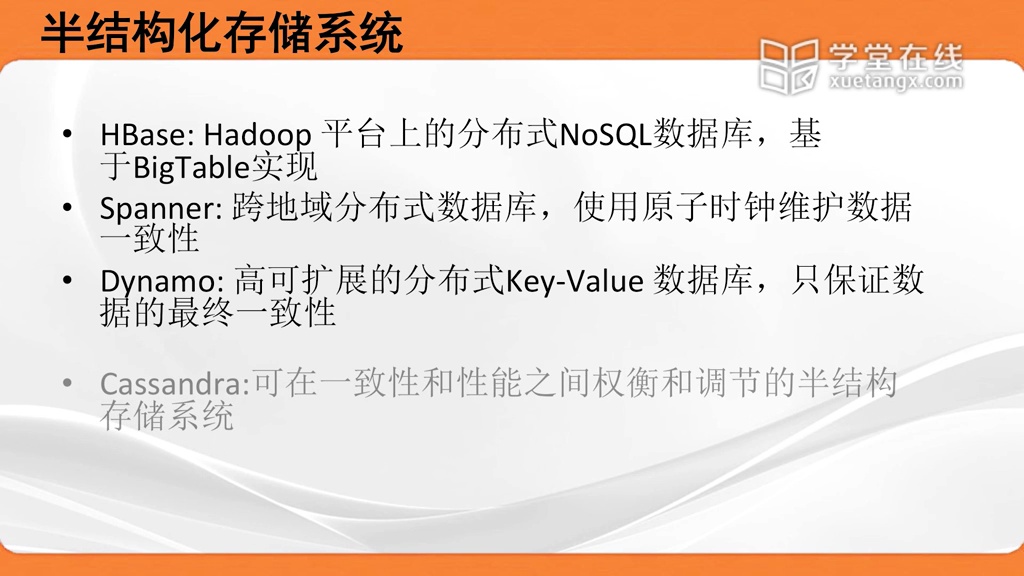 半结构化存储系统
学堂在线
xuetangx.com
• HBase: Hadoop 平台上的分布式NoSQL数据库，基
于BigTable实现
• Spanner: 跨地域分布式数据库，使用原子时钟维护数据
一致性
• Dynamo: 高可扩展的分布式Key-Value 数据库，只保证数
据的最终一致性
• Cassandra:可在一致性和性能之间权衡和调节的半结构
存储系统